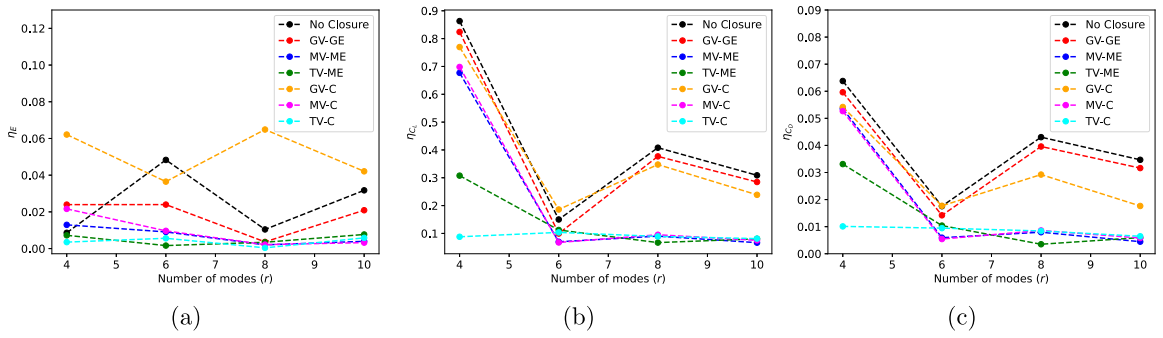 0.12
0.10
0.08
0.06
0.04
0.02
0.00
η_E
4 5 6 7 8 9 10
Number of modes (r)
No Closure
GV-GE
MV-ME
TV-ME
GV-C
MV-C
TV-C
(a)
0.9
0.8
0.7
0.6
0.5
0.4
0.3
0.2
0.1
η_{C_L}
4 5 6 7 8 9 10
Number of modes (r)
No Closure
GV-GE
MV-ME
TV-ME
GV-C
MV-C
TV-C
(b)
0.09
0.08
0.07
0.06
0.05
0.04
0.03
0.02
0.01
0.00
η_{C_D}
4 5 6 7 8 9 10
Number of modes (r)
No Closure
GV-GE
MV-ME
TV-ME
GV-C
MV-C
TV-C
(c)